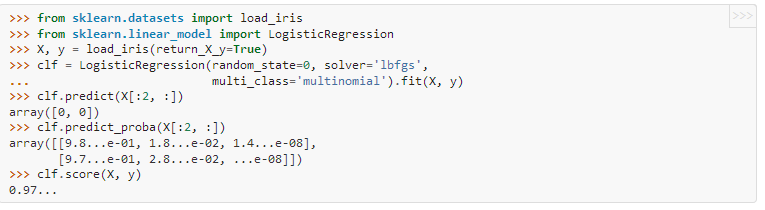 >>> from sklearn.datasets import load_iris
>>> from sklearn.linear_model import LogisticRegression
>>> X, y = load_iris(return_X_y=True)
>>> clf = LogisticRegression(random_state=0, solver='lbfgs',
...                          multi_class='multinomial').fit(X, y)
>>> clf.predict(X[:2, :])
array([0, 0])
>>> clf.predict_proba(X[:2, :])
array([[9.8...e-01, 1.8...e-02, 1.4...e-08],
       [9.7...e-01, 2.8...e-02, ...e-08]])
>>> clf.score(X, y)
0.97...
>>>